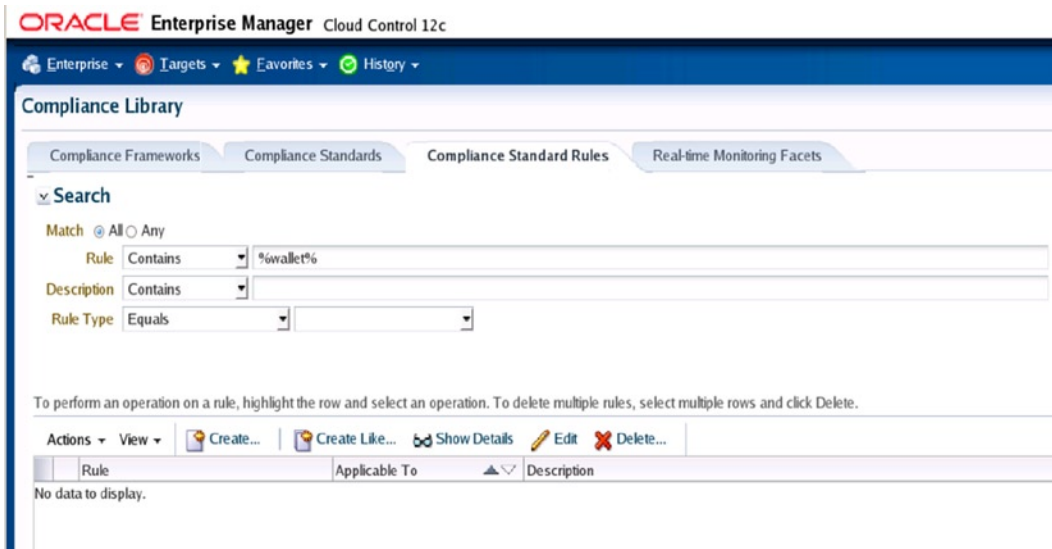 ORACLE Enterprise Manager Cloud Control 12c
Enterprise Targets Favorites History
Compliance Library
Compliance Frameworks Compliance Standards Compliance Standard Rules Real-time Monitoring Facets
Search
Match All Any
Rule Contains %wallet%
Description Contains
Rule Type Equals
To perform an operation on a rule, highlight the row and select an operation. To delete multiple rules, select multiple rows and click Delete.
Actions View Create... Create Like... Show Details Edit Delete...
Rule Applicable To Description
No data to display.